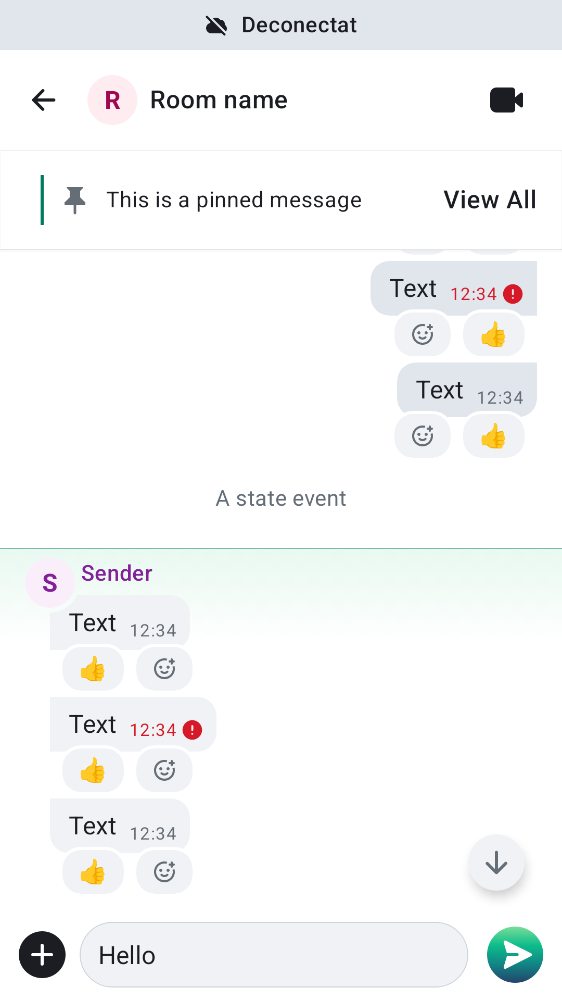 Deconectat
R Room name
This is a pinned message View All
Text 12:34
Text 12:34
A state event
S Sender
Text 12:34
Text 12:34
Text 12:34
Hello